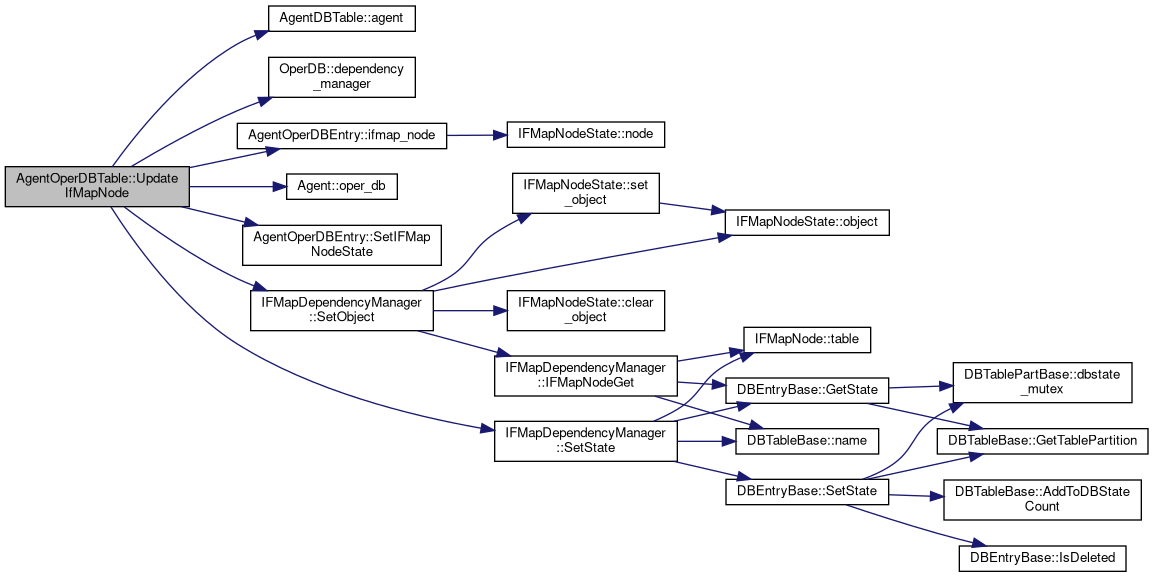 AgentDBTable::agent
OperDB::dependency
_manager
AgentOperDBEntry::ifmap_node
IFMapNodeState::node
AgentOperDBTable::Update
IfMapNode
Agent::oper_db
IFMapNodeState::set
_object
IFMapNodeState::object
AgentOperDBEntry::SetIFMap
NodeState
IFMapDependencyManager
::SetObject
IFMapNodeState::clear
_object
IFMapNode::table
IFMapDependencyManager
::IFMapNodeGet
DBEntryBase::GetState
DBTablePartBase::dbstate
_mutex
IFMapDependencyManager
::SetState
DBTableBase::name
DBTableBase::GetTablePartition
DBEntryBase::SetState
DBTableBase::AddToDBState
Count
DBEntryBase::IsDeleted